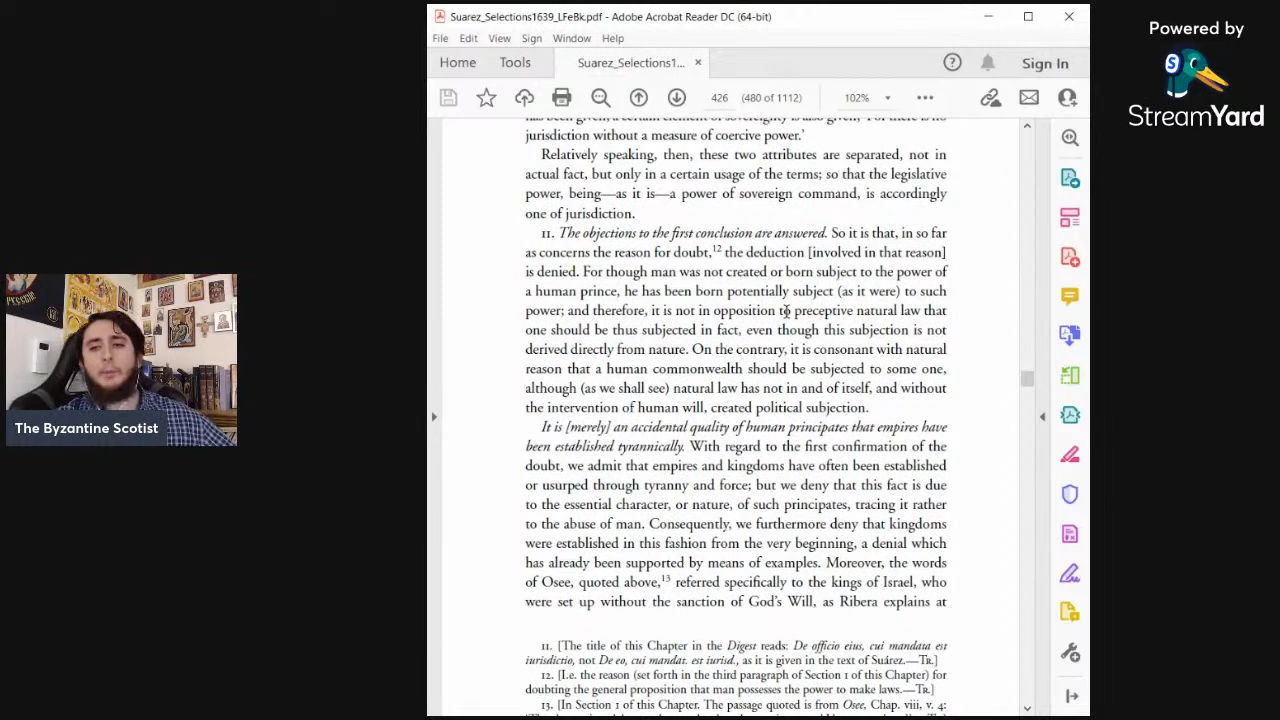 Suarez_Selections1639_LFeBk.pdf - Adobe Acrobat Reader DC (64-bit)
File Edit View Sign Window Help
Home Tools Suarez_Selections1... × Sign In
426 (480 of 1112) 102%
jurisdiction without a measure of coercive power.'
Relatively speaking, then, these two attributes are separated, not in
actual fact, but only in a certain usage of the terms; so that the legislative
power, being—as it is—a power of sovereign command, is accordingly
one of jurisdiction.
11. The objections to the first conclusion are answered. So it is that, in so far
as concerns the reason for doubt,12 the deduction [involved in that reason]
is denied. For though man was not created or born subject to the power of
a human prince, he has been born potentially subject (as it were) to such
power; and therefore, it is not in opposition to preceptive natural law that
one should be thus subjected in fact, even though this subjection is not
derived directly from nature. On the contrary, it is consonant with natural
reason that a human commonwealth should be subjected to some one,
although (as we shall see) natural law has not in and of itself, and without
the intervention of human will, created political subjection.
It is [merely] an accidental quality of human principates that empires have
been established tyrannically. With regard to the first confirmation of the
doubt, we admit that empires and kingdoms have often been established
or usurped through tyranny and force; but we deny that this fact is due
to the essential character, or nature, of such principates, tracing it rather
to the abuse of man. Consequently, we furthermore deny that kingdoms
were established in this fashion from the very beginning, a denial which
has already been supported by means of examples. Moreover, the words
of Osee, quoted above,13 referred specifically to the kings of Israel, who
were set up without the sanction of God's Will, as Ribera explains at
11. [The title of this Chapter in the Digest reads: De officio eius, cui mandata est
iurisdictio, not De eo, cui mandat. est iurisd., as it is given in the text of Suárez.—Tr.]
12. [I.e. the reason (set forth in the third paragraph of Section 1 of this Chapter) for
doubting the general proposition that man possesses the power to make laws.—Tr.]
13. [In Section 1 of this Chapter. The passage quoted is from Osee, Chap. viii, v. 4:
The Byzantine Scotist
Powered by
S
StreamYard